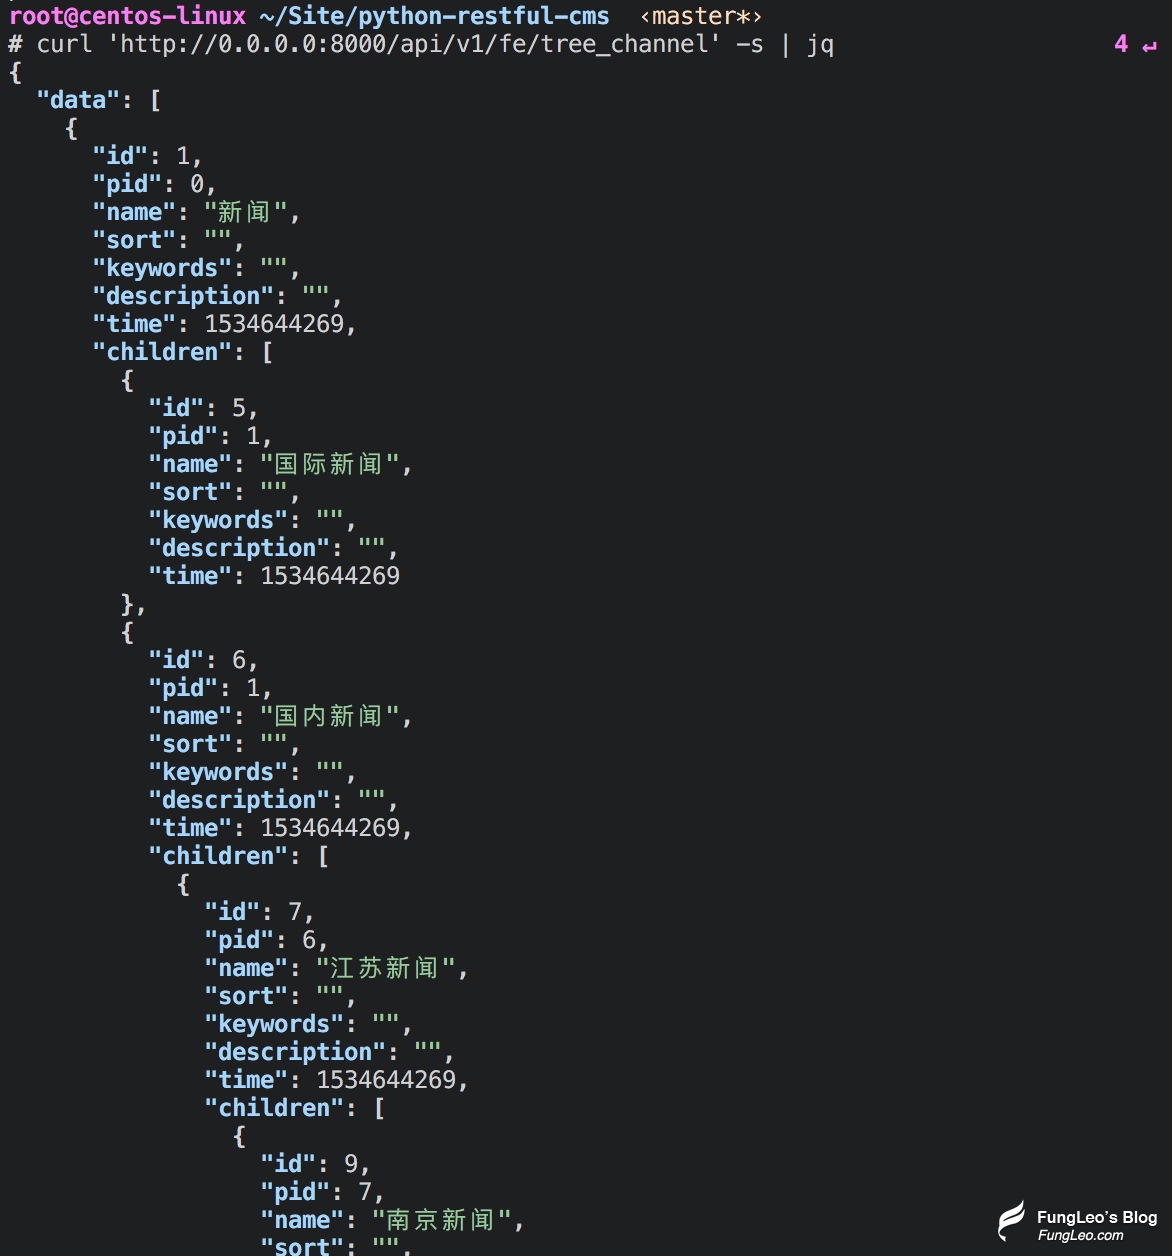 root@centos-linux ~/Site/python-restful-cms ‹master*›
# curl 'http://0.0.0.0:8000/api/v1/fe/tree_channel' -s | jq 4 ↵
{
  "data": [
    {
      "id": 1,
      "pid": 0,
      "name": "新闻",
      "sort": "",
      "keywords": "",
      "description": "",
      "time": 1534644269,
      "children": [
        {
          "id": 5,
          "pid": 1,
          "name": "国际新闻",
          "sort": "",
          "keywords": "",
          "description": "",
          "time": 1534644269
        },
        {
          "id": 6,
          "pid": 1,
          "name": "国内新闻",
          "sort": "",
          "keywords": "",
          "description": "",
          "time": 1534644269,
          "children": [
            {
              "id": 7,
              "pid": 6,
              "name": "江苏新闻",
              "sort": "",
              "keywords": "",
              "description": "",
              "time": 1534644269,
              "children": [
                {
                  "id": 9,
                  "pid": 7,
                  "name": "南京新闻",
                  "sort": "",
FungLeo's Blog
FungLeo.com